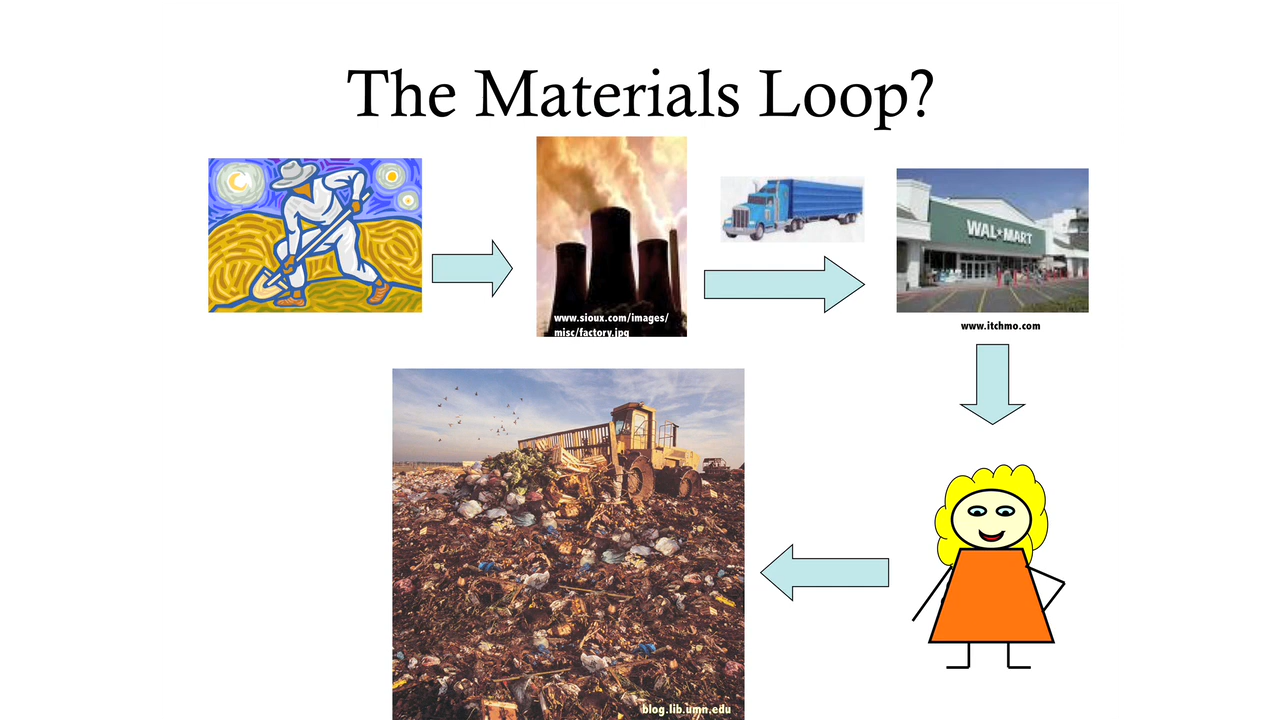 The Materials Loop?
WAL★MART
www.sioux.com/images/
misc/factory.jpg
www.itchmo.com
blog.lib.umn.edu